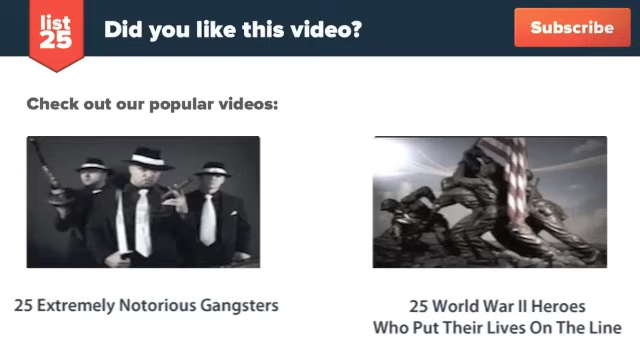 list
25
Did you like this video?
Subscribe
Check out our popular videos:
25 Extremely Notorious Gangsters
25 World War II Heroes
Who Put Their Lives On The Line